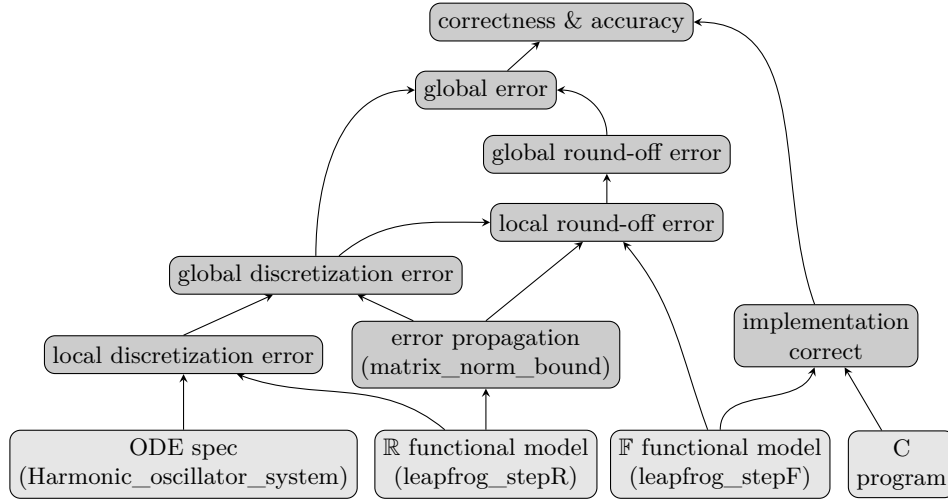 correctness & accuracy
global error
global round-off error
local round-off error
global discretization error
implementation
correct
error propagation
(matrix_norm_bound)
local discretization error
ODE spec
(Harmonic_oscillator_system)
ℝ functional model
(leapfrog_stepR)
𝔽 functional model
(leapfrog_stepF)
C
program